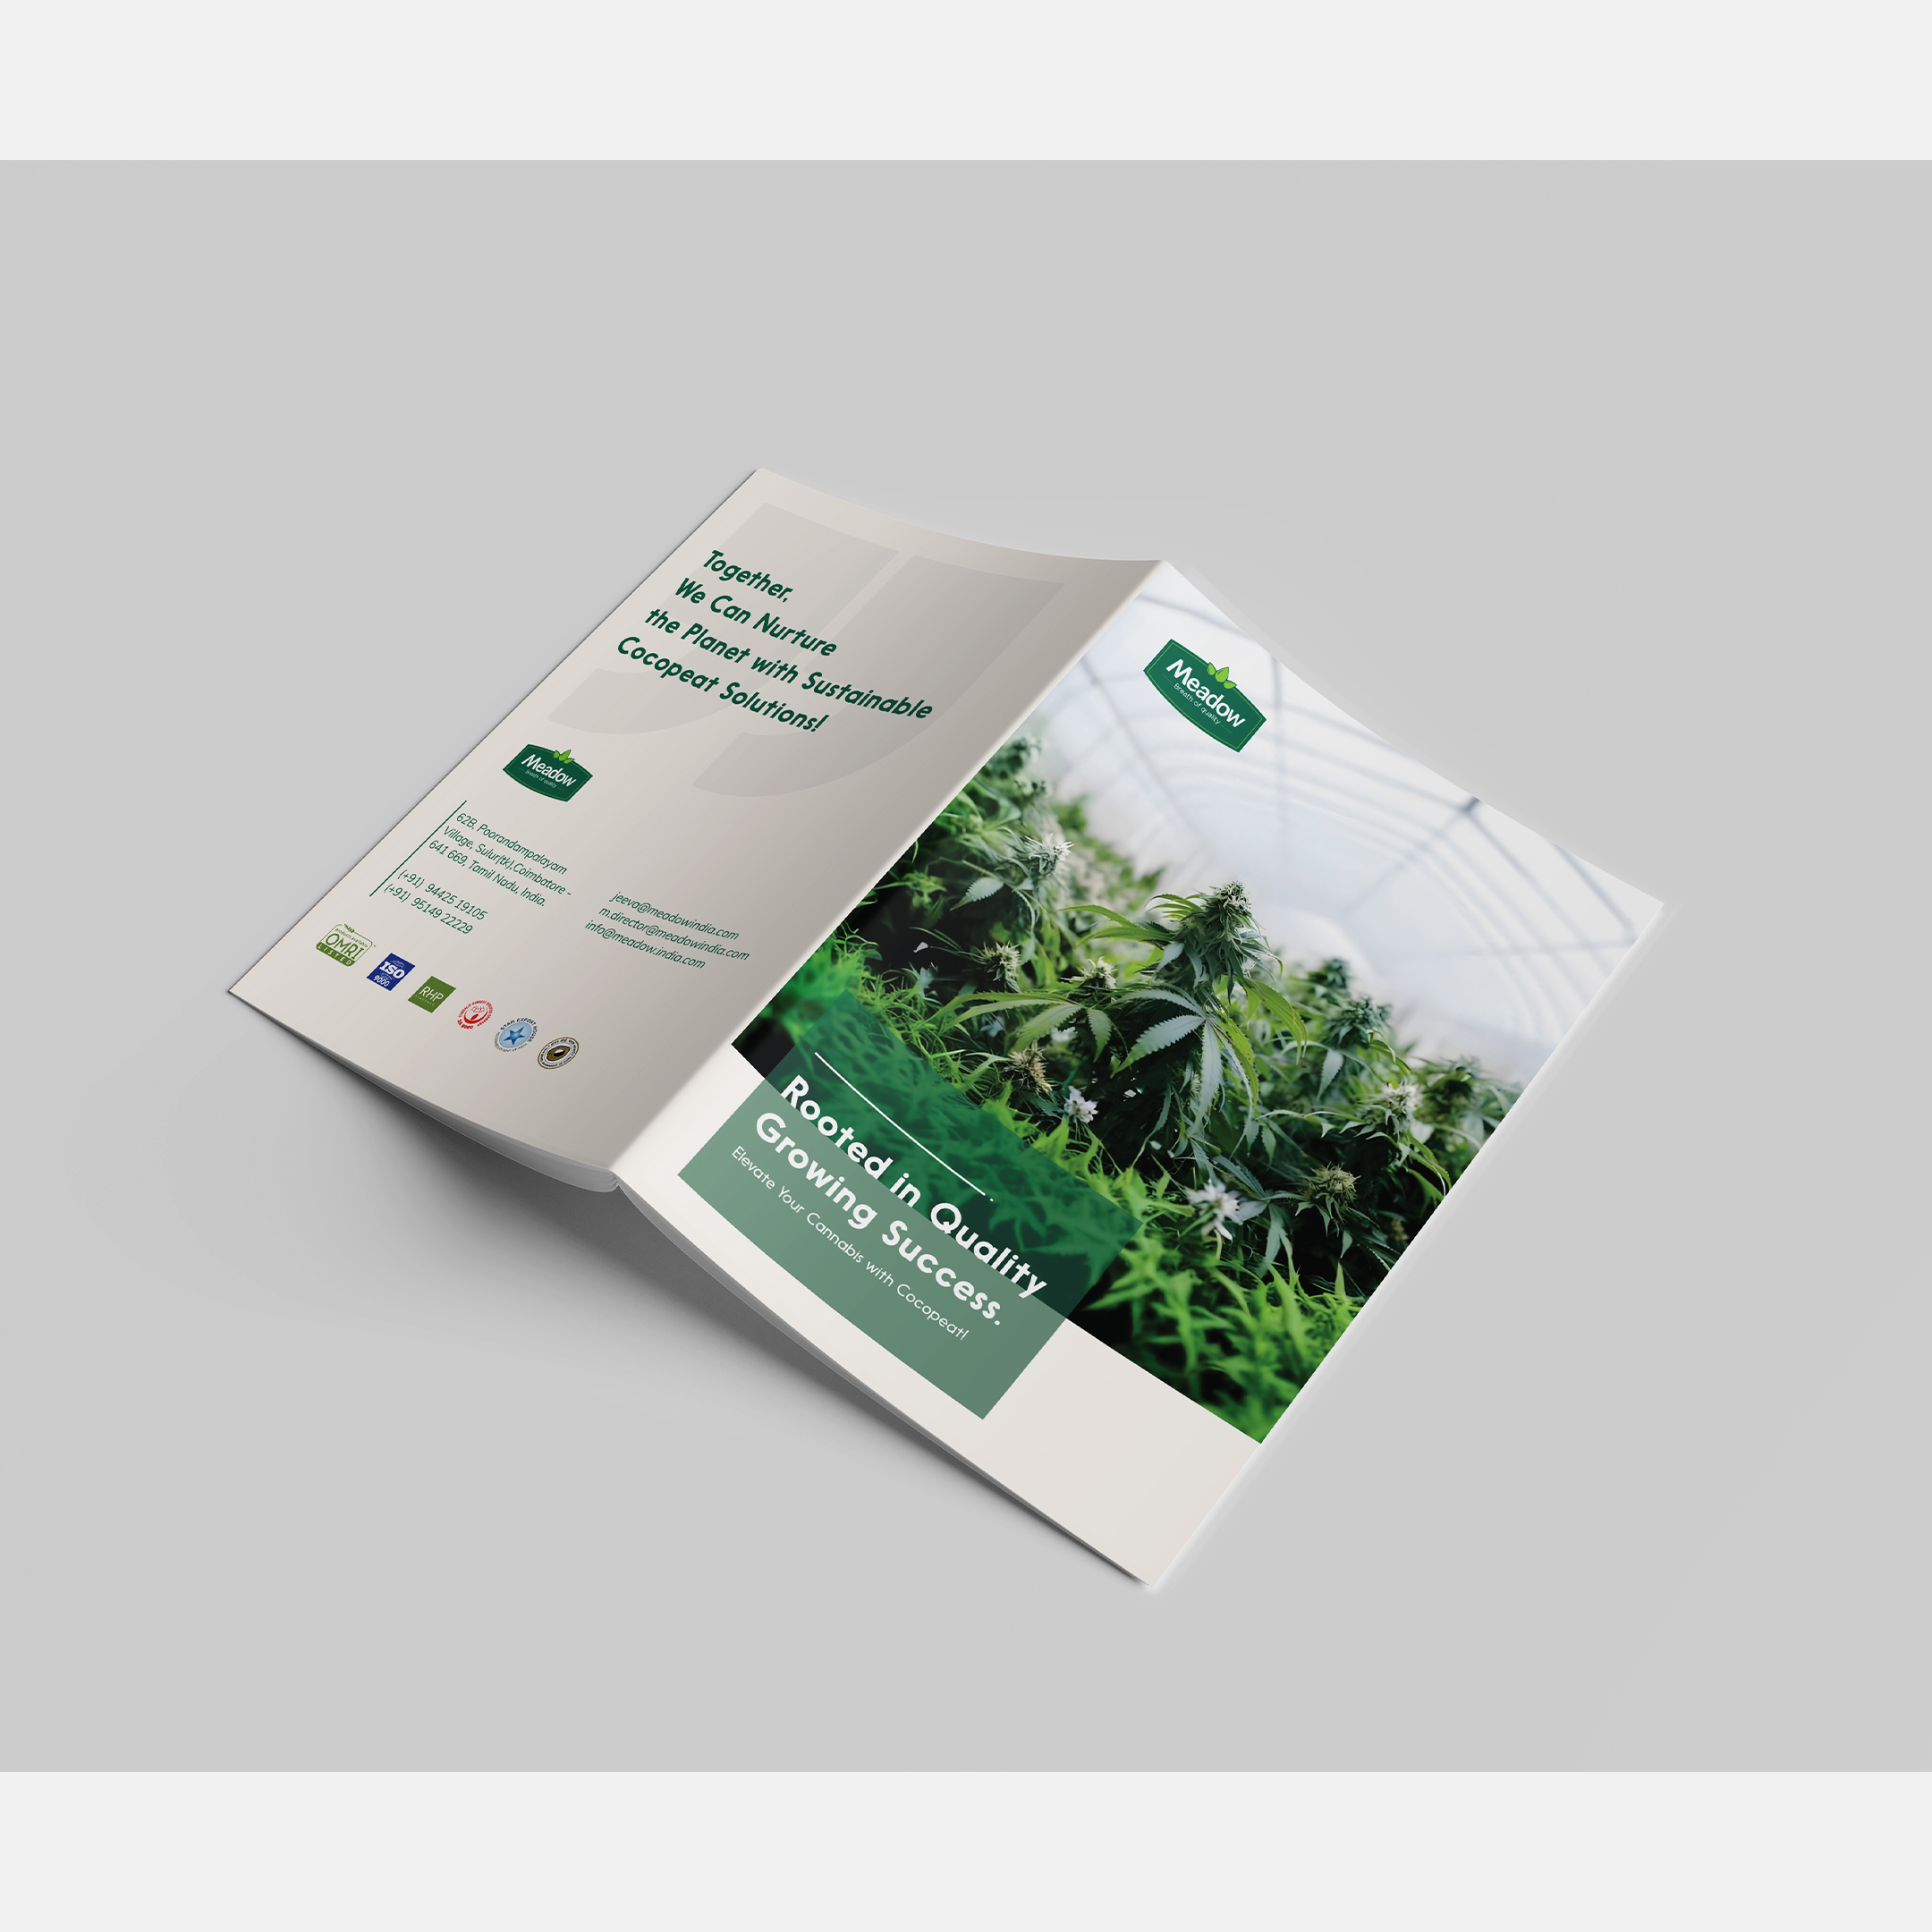 Together,
We Can Nurture
the Planet with Sustainable
Cocopeat Solutions!
Meadow
Breath of quality
62B, Poorandampalayam
Village, Sulur(tk),Coimbatore -
641 669, Tamil Nadu, India.
(+91) 94425 19105
(+91) 95149 22229
jeeva@meadowindia.com
m.director@meadowindia.com
info@meadow.india.com
OMRI
LISTED
ISO
9000
RHP
STAR EXPORT HOUSE
Meadow
Breath of quality
Rooted in Quality
Growing Success.
Elevate Your Cannabis with Cocopeat!